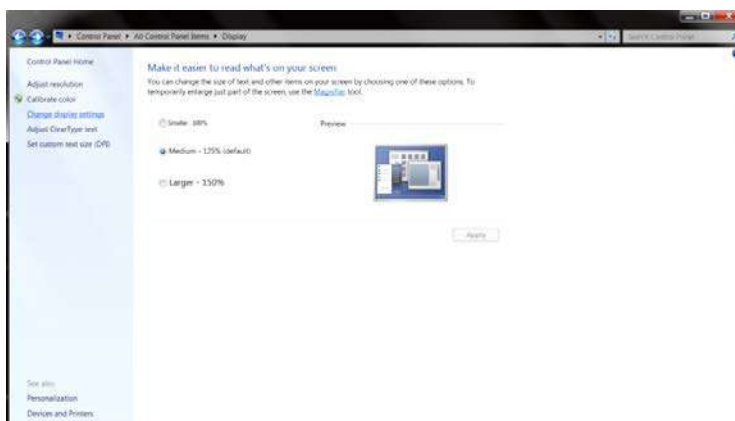 Control Panel ▸ All Control Panel Items ▸ Display
Search Control Panel
Control Panel Home
Adjust resolution
Calibrate color
Change display settings
Adjust ClearType text
Set custom text size (DPI)
Make it easier to read what's on your screen
You can change the size of text and other items on your screen by choosing one of these options. To
temporarily enlarge just part of the screen, use the Magnifier tool.
Medium - 125% (default)
Larger - 150%
Preview
Apply
See also
Personalization
Devices and Printers